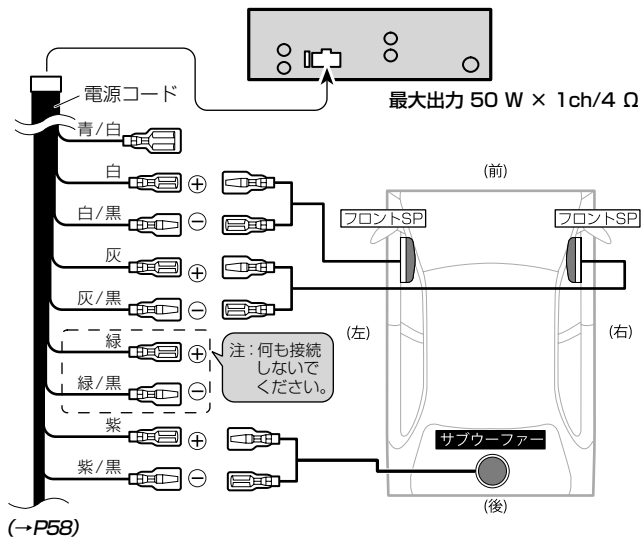 電源コード
最大出力 50 W × 1ch/4 Ω
青/白
白 ⊕
白/黒 ⊖
灰 ⊕
灰/黒 ⊖
緑 ⊕
緑/黒 ⊖
紫 ⊕
紫/黒 ⊖
注:何も接続
しないで
ください。
(前)
フロントSP
フロントSP
(左)
(右)
サブウーファー
(後)
(→P58)